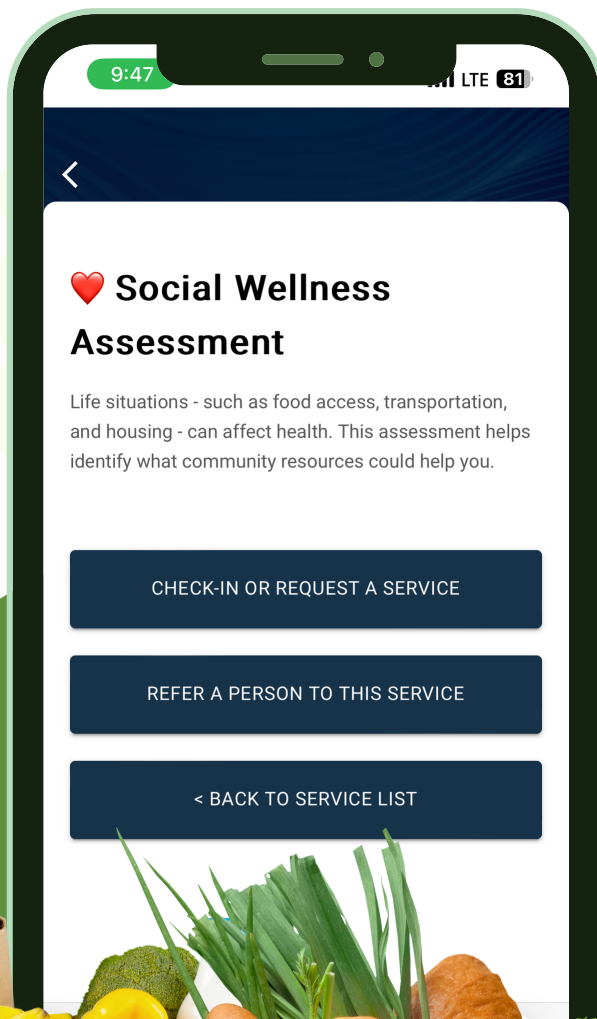 9:47 LTE 81
❤️ Social Wellness
Assessment
Life situations - such as food access, transportation,
and housing - can affect health. This assessment helps
identify what community resources could help you.
CHECK-IN OR REQUEST A SERVICE
REFER A PERSON TO THIS SERVICE
< BACK TO SERVICE LIST